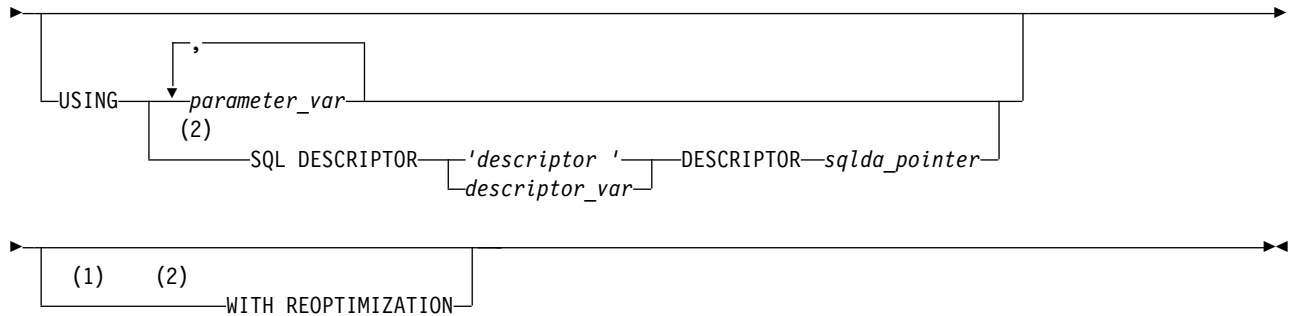 ,
USING parameter_var
(2)
SQL DESCRIPTOR 'descriptor ' DESCRIPTOR sqlda_pointer
descriptor_var
(1) (2)
WITH REOPTIMIZATION